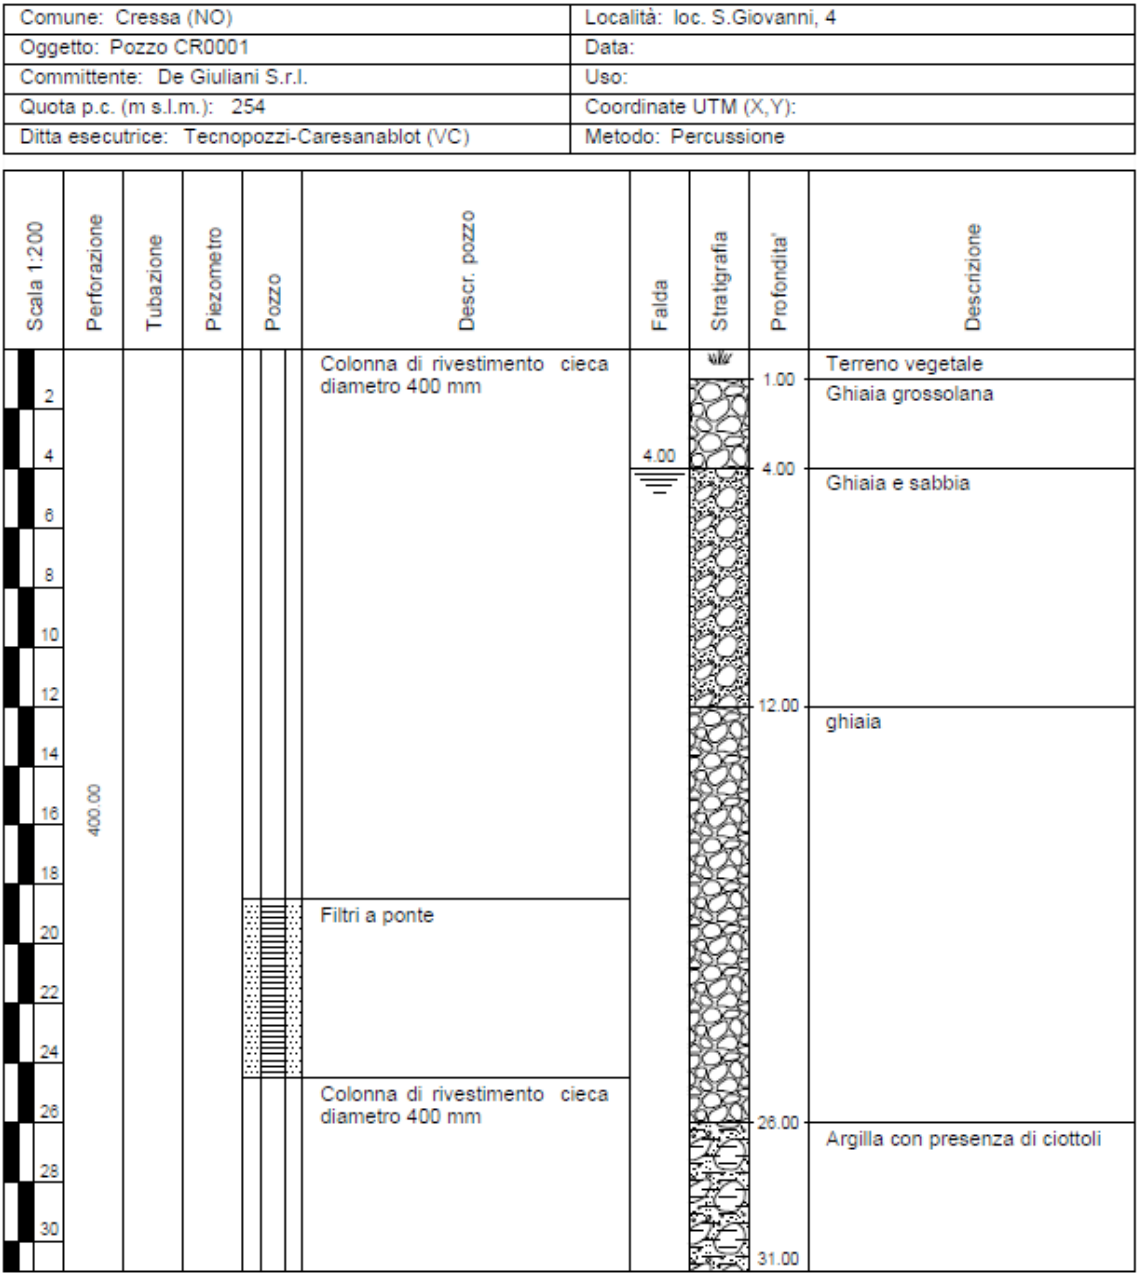 Comune: Cressa (NO)
Località: loc. S.Giovanni, 4
Oggetto: Pozzo CR0001
Data:
Committente: De Giuliani S.r.l.
Uso:
Quota p.c. (m s.l.m.): 254
Coordinate UTM (X,Y):
Ditta esecutrice: Tecnopozzi-Caresanablot (VC)
Metodo: Percussione
Scala 1:200
Perforazione
Tubazione
Piezometro
Pozzo
Descr. pozzo
Falda
Stratigrafia
Profondita'
Descrizione
Colonna di rivestimento cieca
diametro 400 mm
Terreno vegetale
1.00
2
Ghiaia grossolana
4
4.00
4.00
Ghiaia e sabbia
6
8
10
12
12.00
ghiaia
14
16
400.00
18
Filtri a ponte
20
22
24
Colonna di rivestimento cieca
diametro 400 mm
26
26.00
Argilla con presenza di ciottoli
28
30
31.00